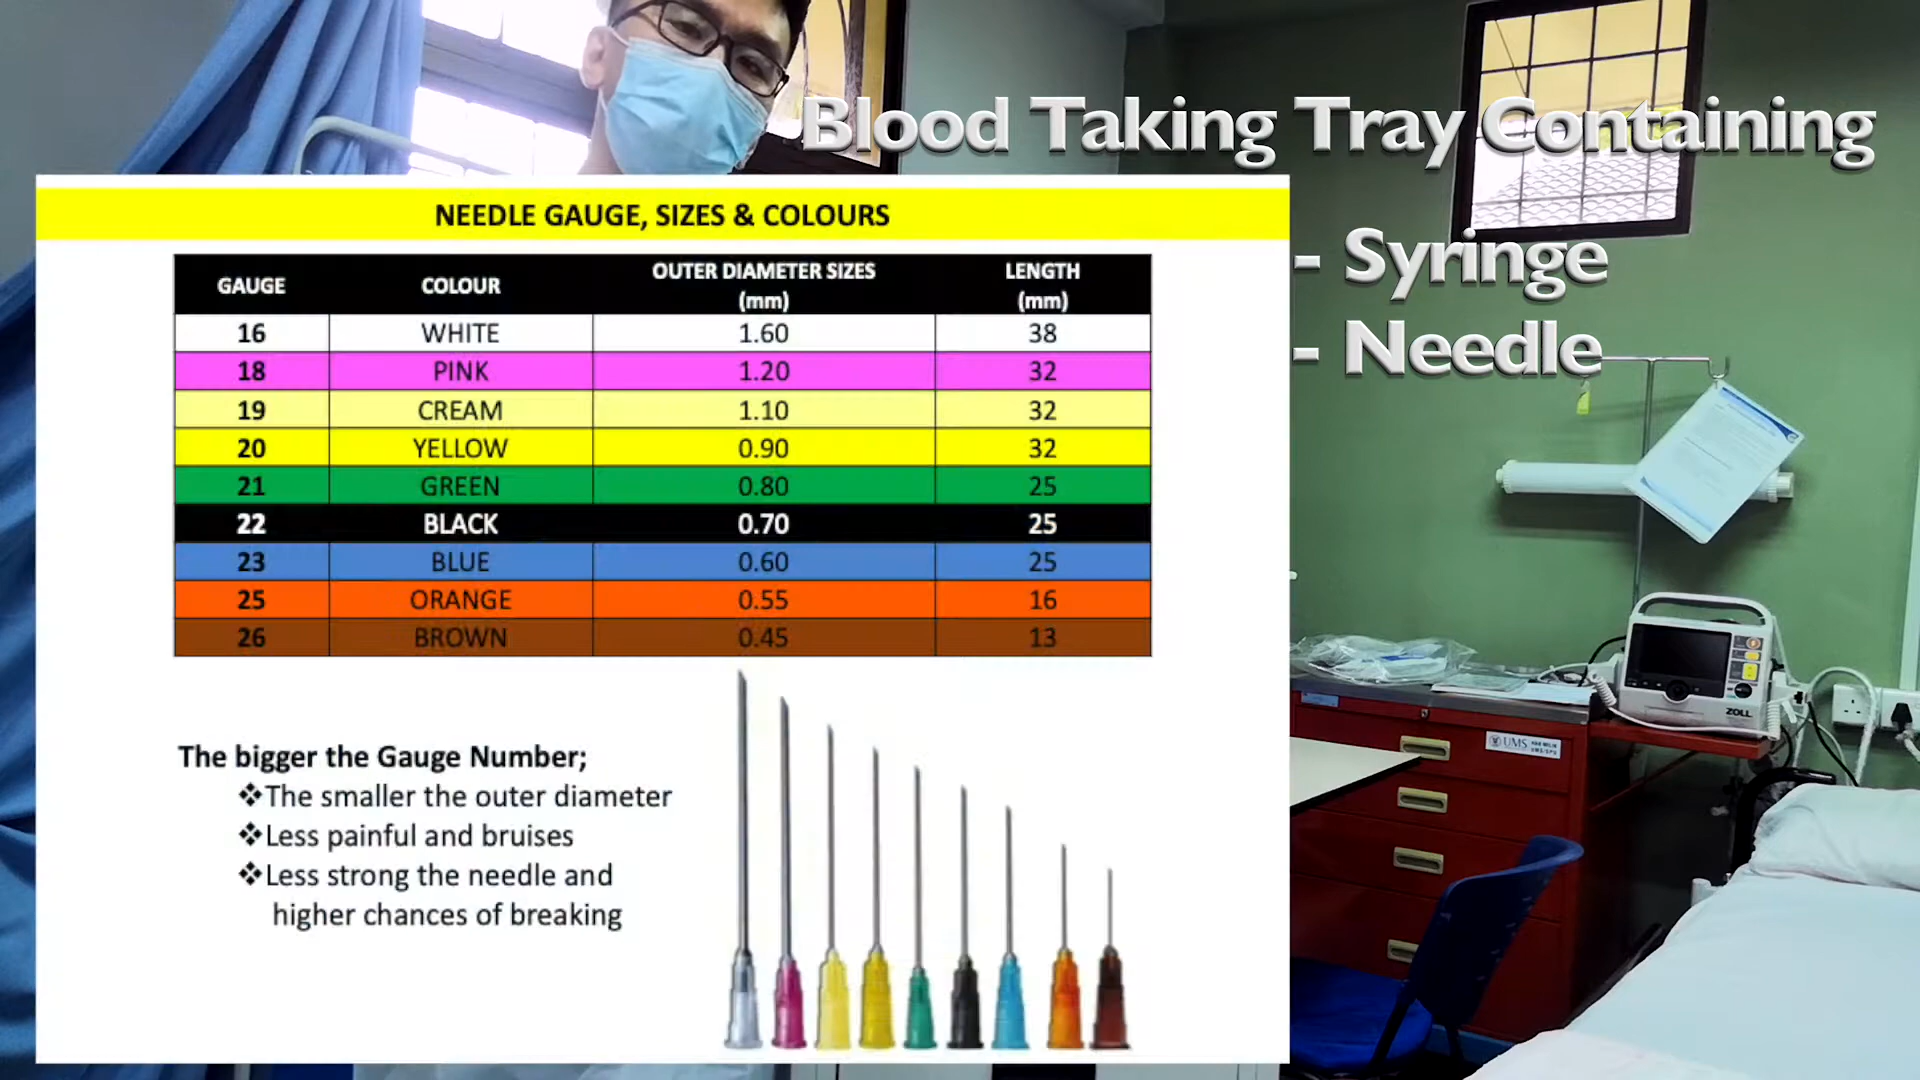 Blood Taking Tray Containing
- Syringe
- Needle
NEEDLE GAUGE, SIZES & COLOURS
GAUGE COLOUR OUTER DIAMETER SIZES (mm) LENGTH (mm)
16 WHITE 1.60 38
18 PINK 1.20 32
19 CREAM 1.10 32
20 YELLOW 0.90 32
21 GREEN 0.80 25
22 BLACK 0.70 25
23 BLUE 0.60 25
25 ORANGE 0.55 16
26 BROWN 0.45 13
The bigger the Gauge Number;
❖The smaller the outer diameter
❖Less painful and bruises
❖Less strong the needle and
higher chances of breaking
ZOLL
UMS